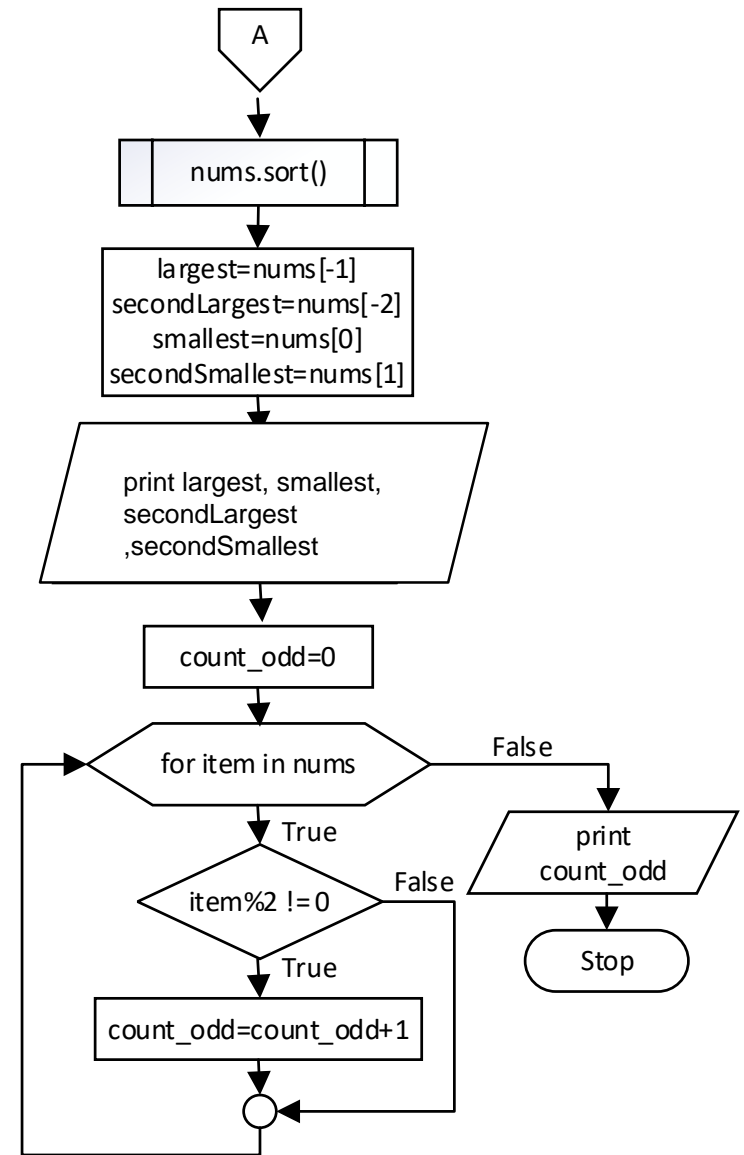 A
nums.sort()
largest=nums[-1]
secondLargest=nums[-2]
smallest=nums[0]
secondSmallest=nums[1]
print largest, smallest,
secondLargest
,secondSmallest
count_odd=0
for item in nums
False
True
print
count_odd
item%2 != 0
False
Stop
True
count_odd=count_odd+1